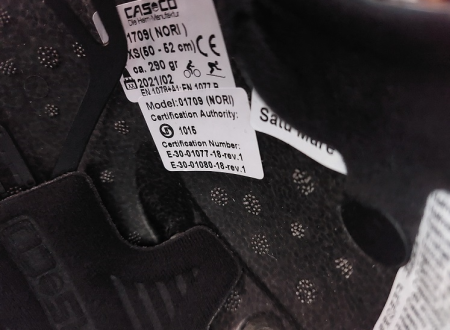 CASCO
Die Helm Manufaktur
1709 (NORI )
XS(50 - 52 cm) CE
ca. 290 gr
2021/02
EN 1078+A1; EN 1077 B
Model:01709 (NORI)
Certification Authority:
S 1015
Certification Number:
E-30-01077-18-rev.1
E-30-01080-18-rev.1
Satu Mare